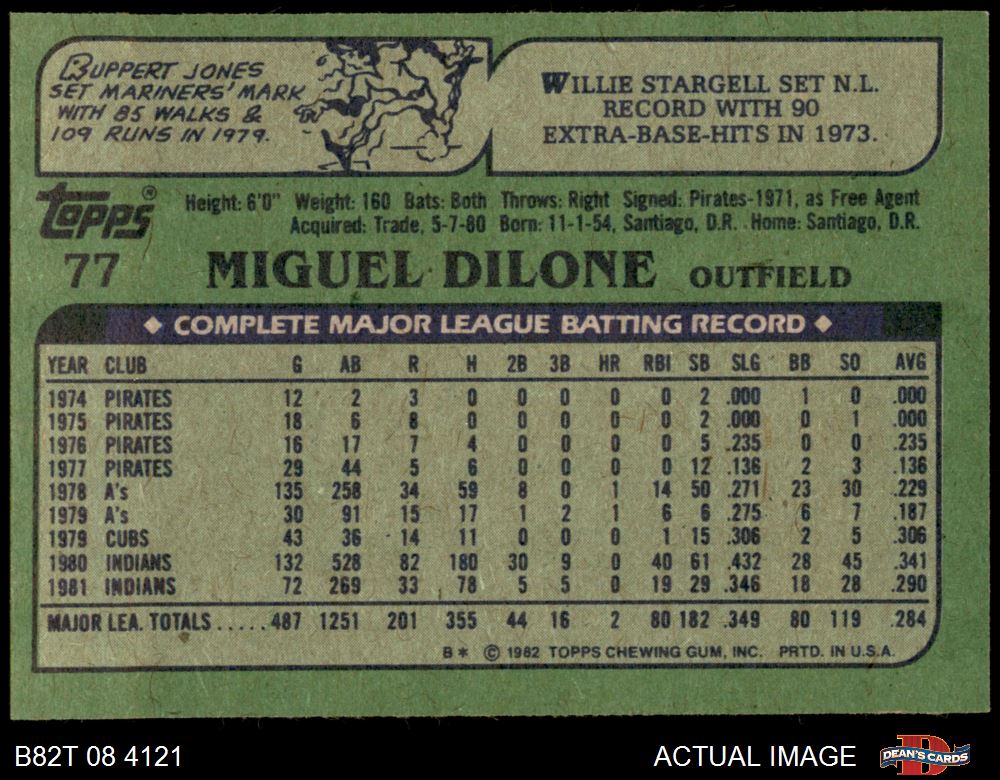 RUPPERT JONES
SET MARINERS' MARK
WITH 85 WALKS &
109 RUNS IN 1979.
WILLIE STARGELL SET N.L.
RECORD WITH 90
EXTRA-BASE-HITS IN 1973.
Topps®
Height: 6'0" Weight: 160 Bats: Both Throws: Right Signed: Pirates-1971, as Free Agent
Acquired: Trade, 5-7-80 Born: 11-1-54, Santiago, D.R. Home: Santiago, D.R.
77 MIGUEL DILONE OUTFIELD
◆ COMPLETE MAJOR LEAGUE BATTING RECORD ◆
YEAR CLUB G AB R H 2B 3B HR RBI SB SLG BB SO AVG
1974 PIRATES 12 2 3 0 0 0 0 0 2 .000 1 0 .000
1975 PIRATES 18 6 8 0 0 0 0 0 2 .000 0 1 .000
1976 PIRATES 16 17 7 4 0 0 0 0 5 .235 0 0 .235
1977 PIRATES 29 44 5 6 0 0 0 0 12 .136 2 3 .136
1978 A's 135 258 34 59 8 0 1 14 50 .271 23 30 .229
1979 A's 30 91 15 17 1 2 1 6 6 .275 6 7 .187
1979 CUBS 43 36 14 11 0 0 0 1 15 .306 2 5 .306
1980 INDIANS 132 528 82 180 30 9 0 40 61 .432 28 45 .341
1981 INDIANS 72 269 33 78 5 5 0 19 29 .346 18 28 .290
MAJOR LEA. TOTALS.....487 1251 201 355 44 16 2 80 182 .349 80 119 .284
B* © 1982 TOPPS CHEWING GUM, INC. PRTD. IN U.S.A.
B82T 08 4121 ACTUAL IMAGE DEAN'S CARDS